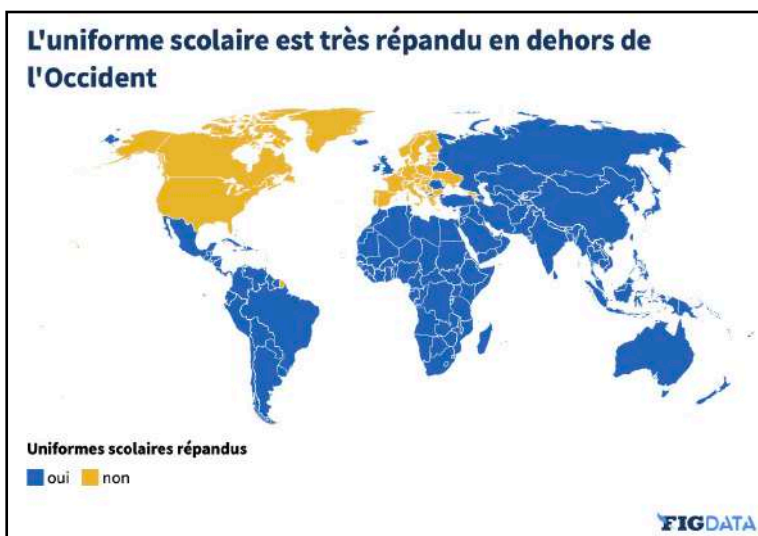 L'uniforme scolaire est très répandu en dehors de
l'Occident
Uniformes scolaires répandus
oui non
FIGDATA